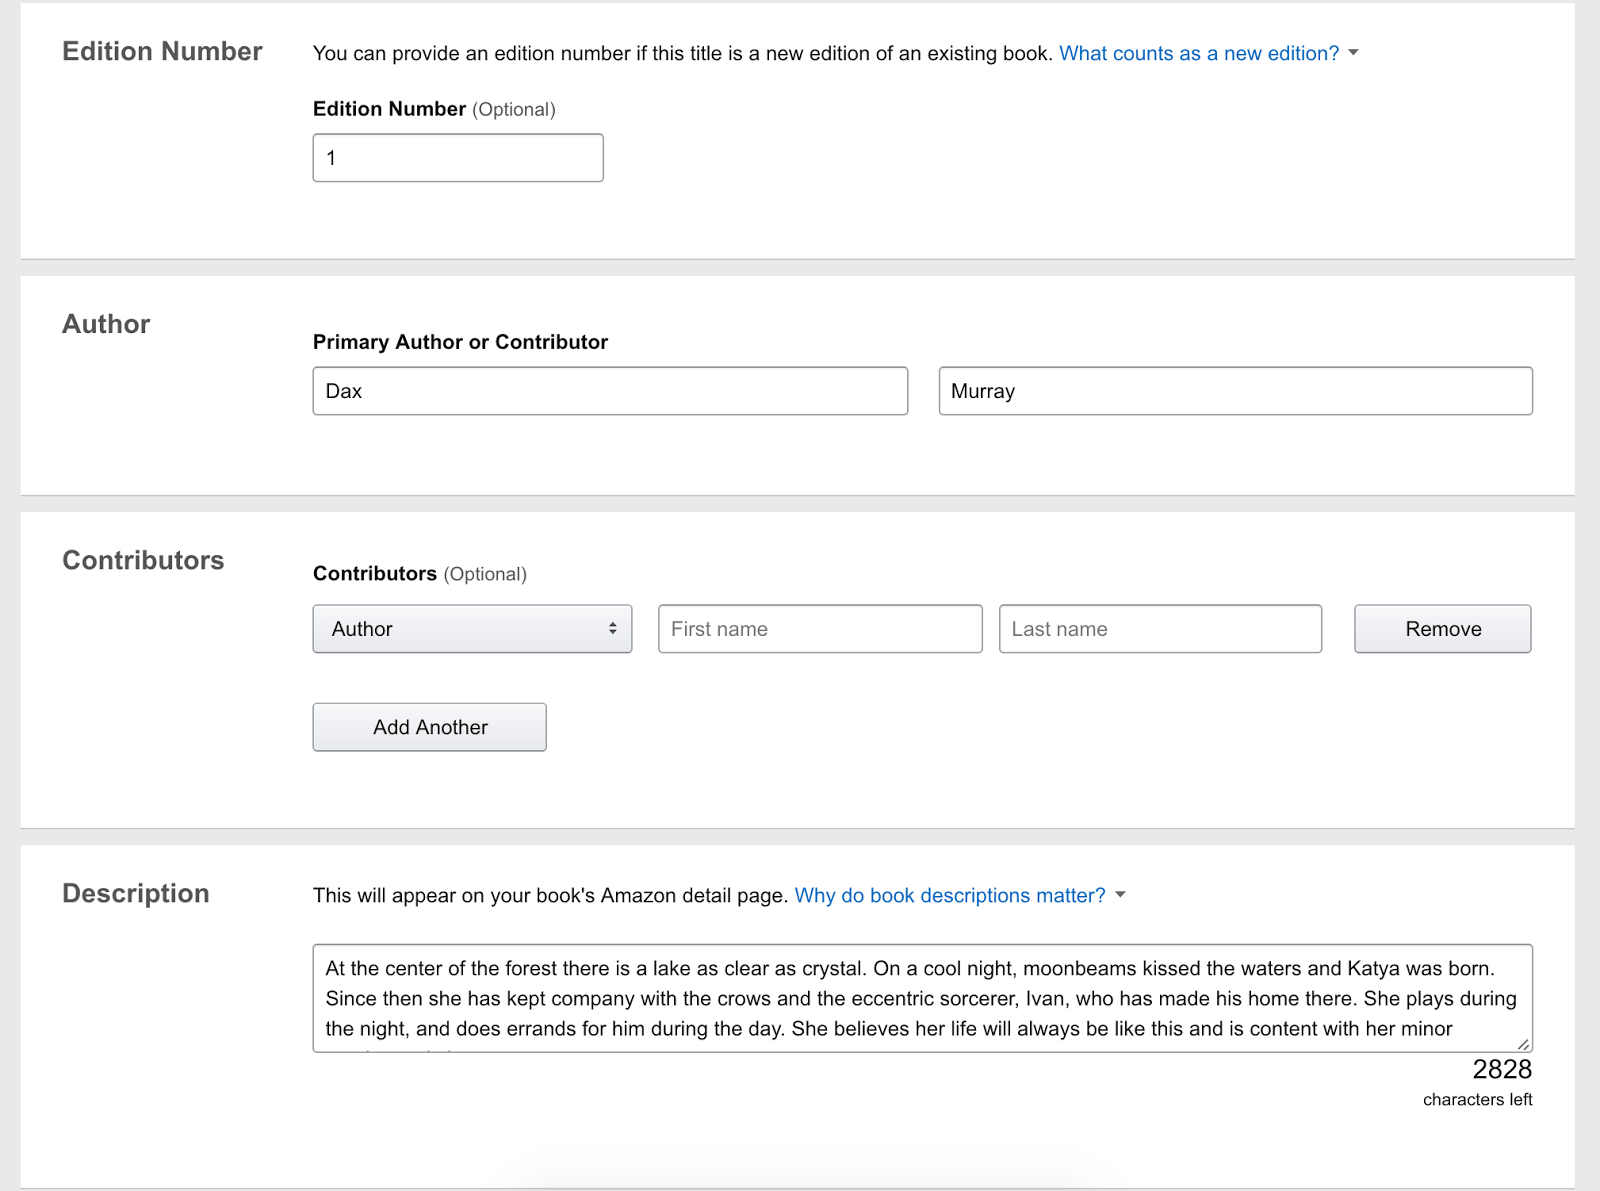 Edition Number
You can provide an edition number if this title is a new edition of an existing book. What counts as a new edition?
Edition Number (Optional)
1
Author
Primary Author or Contributor
Dax
Murray
Contributors
Contributors (Optional)
Author
First name
Last name
Remove
Add Another
Description
This will appear on your book's Amazon detail page. Why do book descriptions matter?
At the center of the forest there is a lake as clear as crystal. On a cool night, moonbeams kissed the waters and Katya was born.
Since then she has kept company with the crows and the eccentric sorcerer, Ivan, who has made his home there. She plays during
the night, and does errands for him during the day. She believes her life will always be like this and is content with her minor
2828
characters left